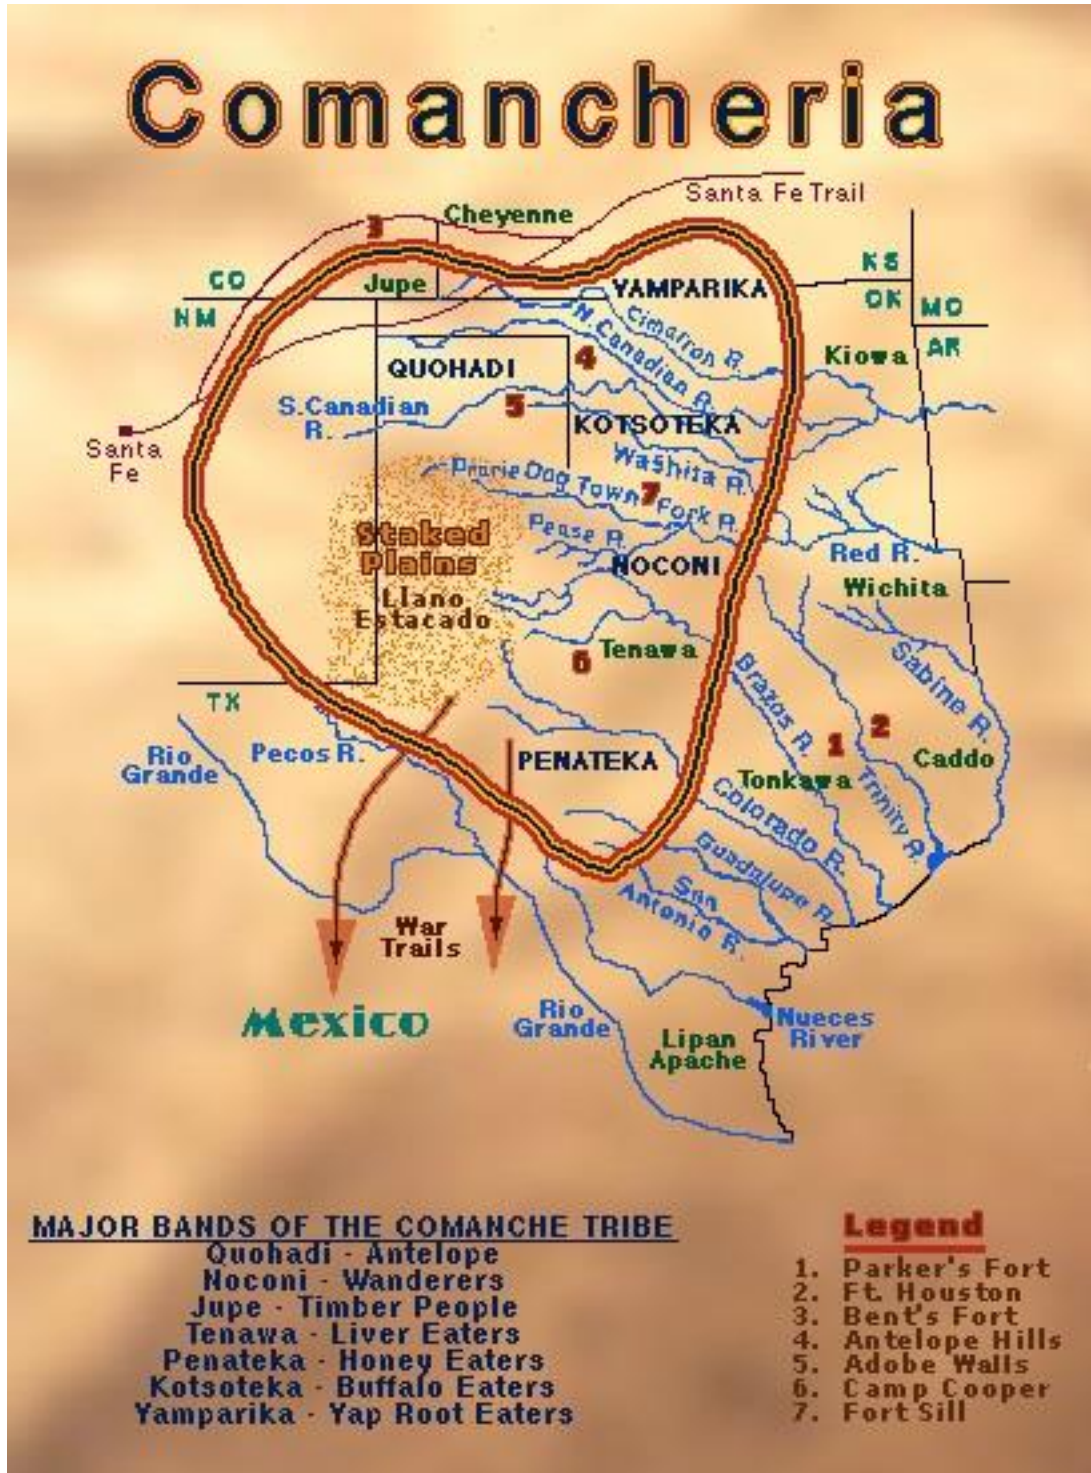 Comancheria
Santa Fe Trail
Cheyenne
3
CO
Jupe
KS
NM
YAMPARIKA
OK
MO
Cimarron R.
N. Canadian R.
AR
Kiowa
4
QUOHADI
S. Canadian
R.
5
KOTSOTEKA
Santa
Fe
Washita R.
Prairie Dog Town Fork R.
7
Staked
Plains
Pease R.
Red R.
NOCONI
Wichita
Llano
Estacado
Tenawa
6
Sabine R.
Brazos R.
TX
2
1
Rio
Grande
Pecos R.
PENATEKA
Caddo
Tonkawa
Trinity R.
Colorado R.
Guadalupe R.
San
Antonio R.
War
Trails
Mexico
Rio
Grande
Nueces
River
Lipan
Apache
MAJOR BANDS OF THE COMANCHE TRIBE
Quohadi - Antelope
Noconi - Wanderers
Jupe - Timber People
Tenawa - Liver Eaters
Penateka - Honey Eaters
Kotsoteka - Buffalo Eaters
Yamparika - Yap Root Eaters
Legend
1. Parker's Fort
2. Ft. Houston
3. Bent's Fort
4. Antelope Hills
5. Adobe Walls
6. Camp Cooper
7. Fort Sill